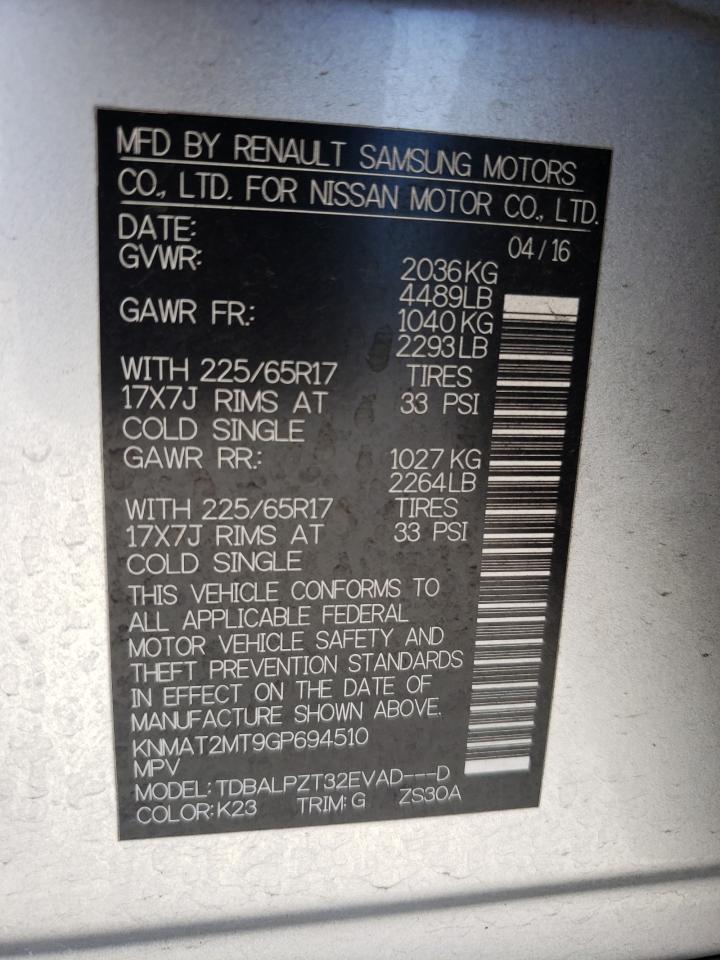 MFD BY RENAULT SAMSUNG MOTORS
CO., LTD. FOR NISSAN MOTOR CO., LTD.
DATE: 04/16
GVWR: 2036KG
4489LB
GAWR FR.: 1040KG
2293LB
WITH 225/65R17 TIRES
17X7J RIMS AT 33 PSI
COLD SINGLE
GAWR RR.: 1027KG
2264LB
WITH 225/65R17 TIRES
17X7J RIMS AT 33 PSI
COLD SINGLE
THIS VEHICLE CONFORMS TO
ALL APPLICABLE FEDERAL
MOTOR VEHICLE SAFETY AND
THEFT PREVENTION STANDARDS
IN EFFECT ON THE DATE OF
MANUFACTURE SHOWN ABOVE.
KNMAT2MT9GP694510
MPV
MODEL: TDBALPZT32EVAD---D
COLOR: K23 TRIM: G ZS30A